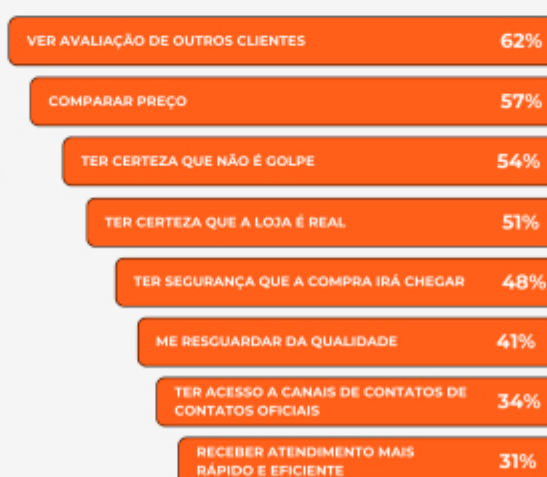 VER AVALIAÇÃO DE OUTROS CLIENTES 62%
COMPARAR PREÇO 57%
TER CERTEZA QUE NÃO É GOLPE 54%
TER CERTEZA QUE A LOJA É REAL 51%
TER SEGURANÇA QUE A COMPRA IRÁ CHEGAR 48%
ME RESGUARDAR DA QUALIDADE 41%
TER ACESSO A CANAIS DE CONTATOS DE
CONTATOS OFICIAIS 34%
RECEBER ATENDIMENTO MAIS
RÁPIDO E EFICIENTE 31%